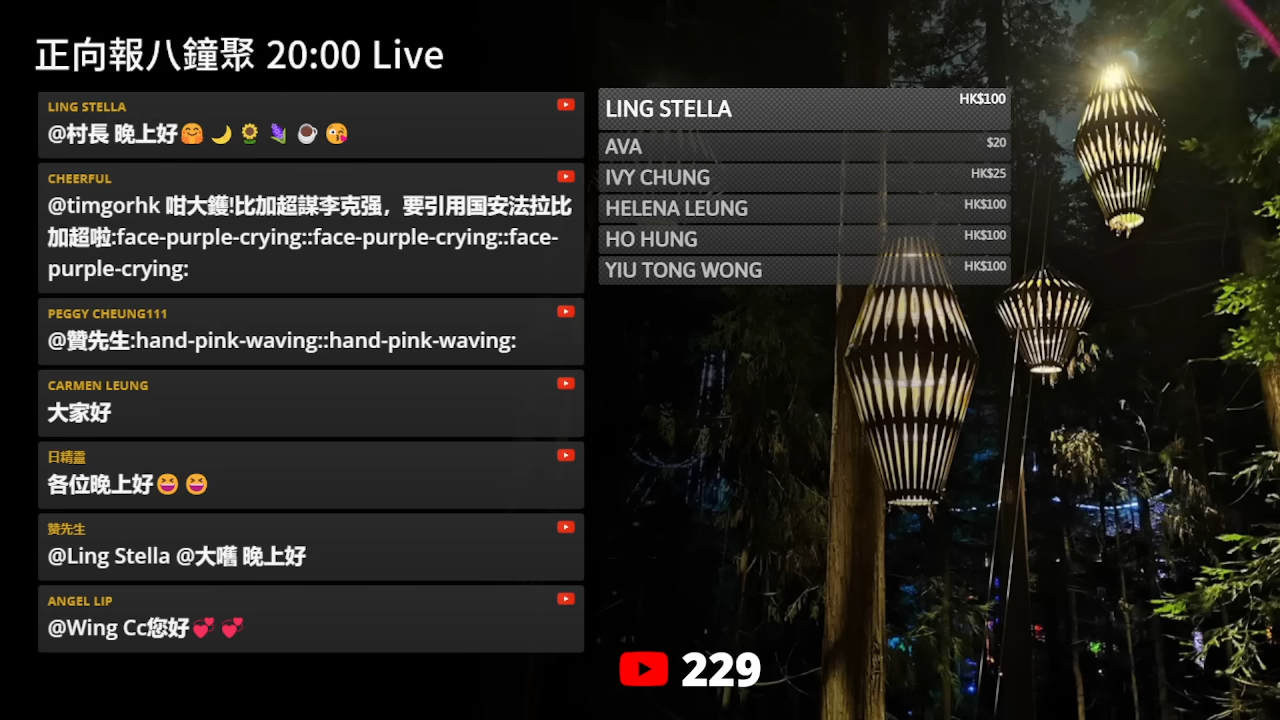 正向報八鐘聚 20:00 Live
LING STELLA
@村長 晚上好🤗🌙🌻🪻☕😘
CHEERFUL
@timgorhk 咁大鑊!比加超諜李克强，要引用国安法拉比
加超啦:face-purple-crying::face-purple-crying::face-
purple-crying:
PEGGY CHEUNG111
@贊先生:hand-pink-waving::hand-pink-waving:
CARMEN LEUNG
大家好
日精靈
各位晚上好😆😆
贊先生
@Ling Stella @大嚿 晚上好
ANGEL LIP
@Wing Cc您好💞💞
LING STELLA HK$100
AVA $20
IVY CHUNG HK$25
HELENA LEUNG HK$100
HO HUNG HK$100
YIU TONG WONG HK$100
229